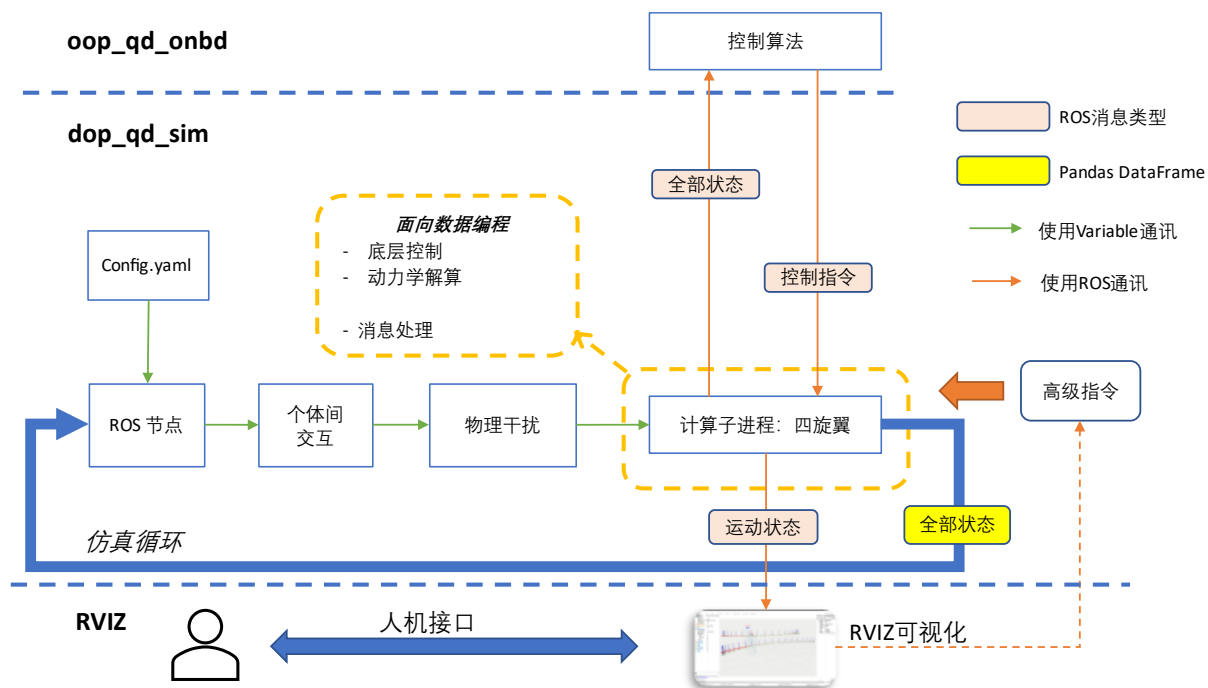 oop_qd_onbd
控制算法
dop_qd_sim
ROS消息类型
Pandas DataFrame
使用Variable通讯
使用ROS通讯
全部状态
控制指令
面向数据编程
- 底层控制
- 动力学解算
- 消息处理
Config.yaml
ROS 节点
个体间
交互
物理干扰
计算子进程：四旋翼
高级指令
运动状态
全部状态
仿真循环
RVIZ
人机接口
RVIZ可视化